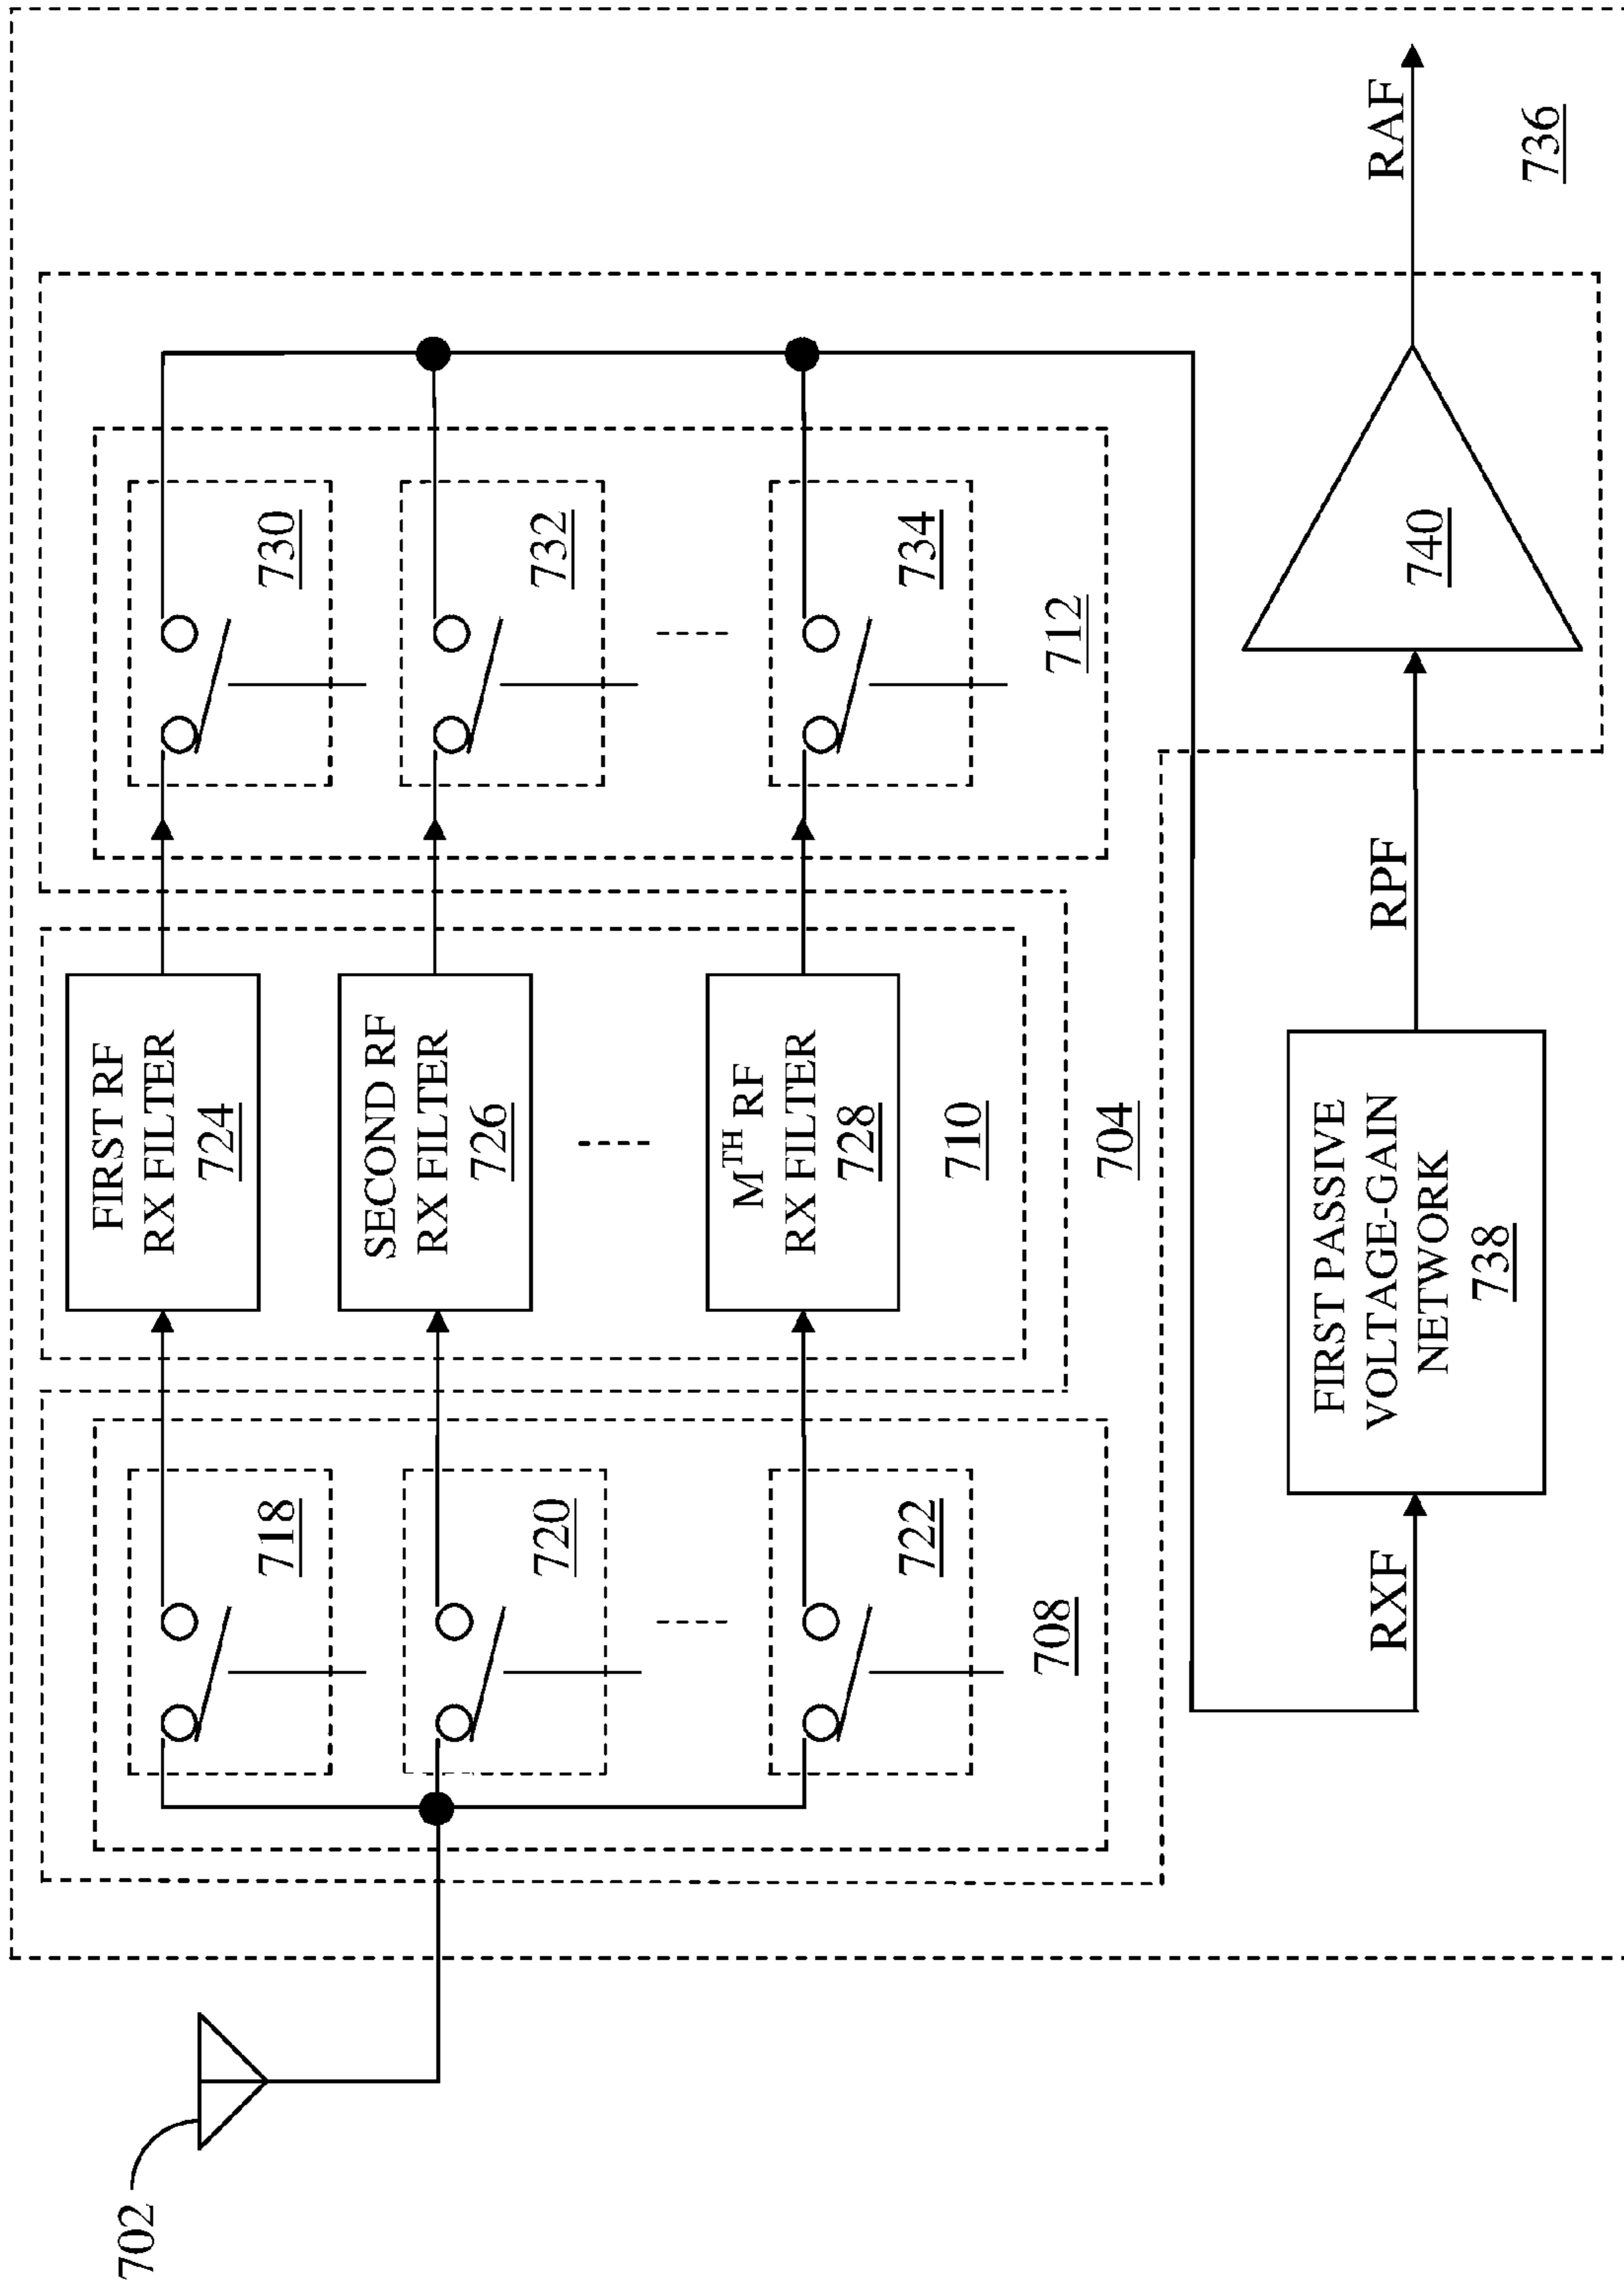 702
718
720
722
708
FIRST RF
RX FILTER
724
SECOND RF
RX FILTER
726
MTH RF
RX FILTER
728
710
704
730
732
734
712
RXF
FIRST PASSIVE
VOLTAGE-GAIN
NETWORK
738
RPF
740
RAF
736